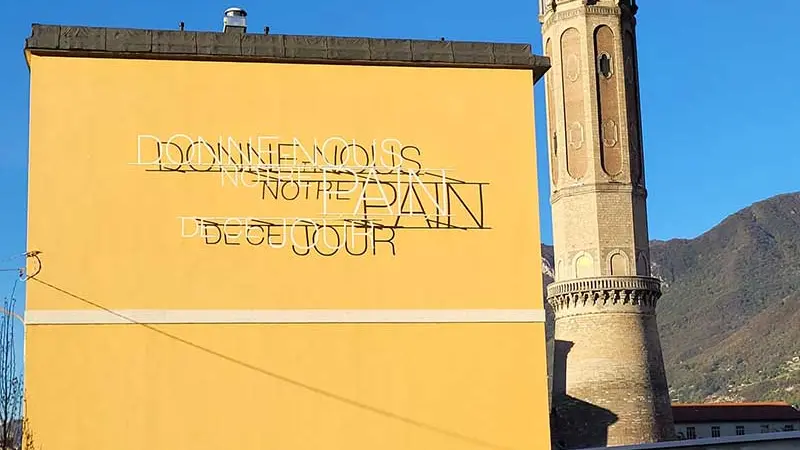 DONNE-NOUS
NOTRE PAIN
DE CE JOUR